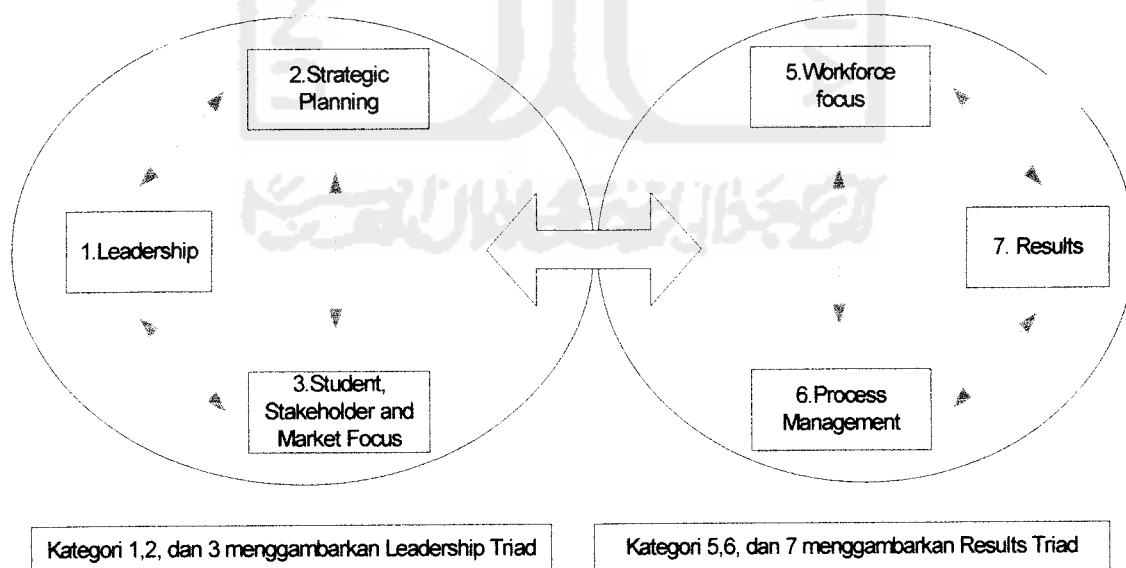 2.Strategic
Planning
1.Leadership
3.Student,
Stakeholder and
Market Focus
5.Workforce
focus
7. Results
6.Process
Management
Kategori 1,2, dan 3 menggambarkan Leadership Triad
Kategori 5,6, dan 7 menggambarkan Results Triad